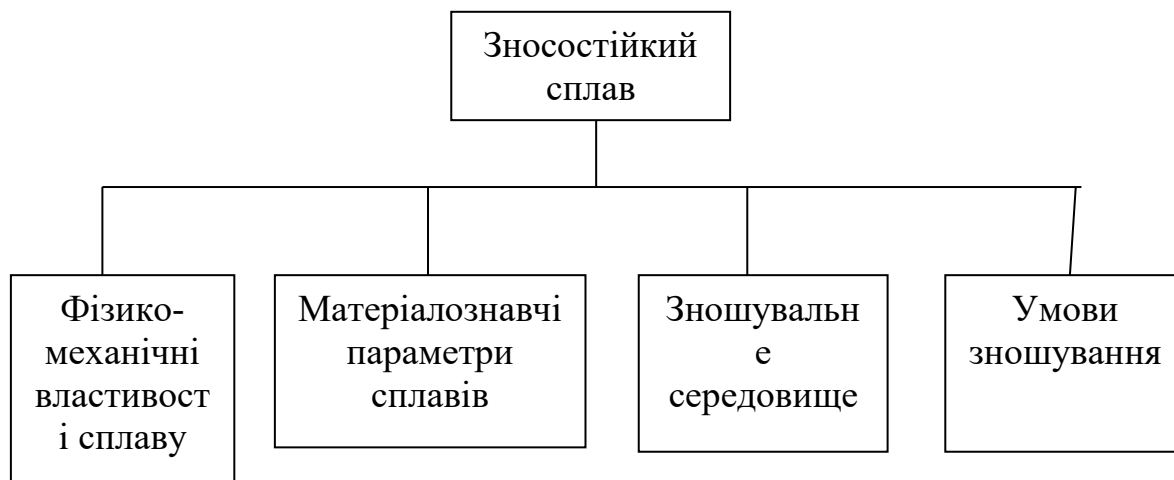 Зносостійкий
сплав
Фізико-
механічні
властивост
і сплаву
Матеріалознавчі
параметри
сплавів
Зношувальн
е
середовище
Умови
зношування